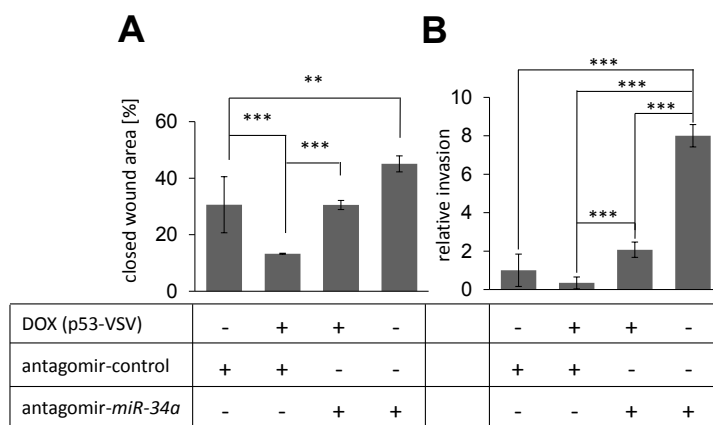 A
B
**
***
***
***
***
***
***
closed wound area [%]
60
40
20
0
relative invasion
10
8
6
4
2
0
DOX (p53-VSV) - + + - - + + -
antagomir-control + + - - + + - -
antagomir-miR-34a - - + + - - + +